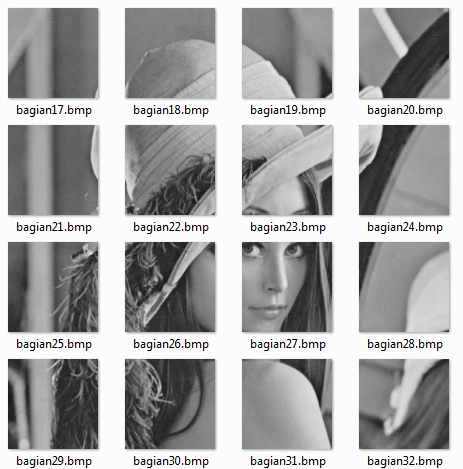 bagian17.bmp bagian18.bmp bagian19.bmp bagian20.bmp
bagian21.bmp bagian22.bmp bagian23.bmp bagian24.bmp
bagian25.bmp bagian26.bmp bagian27.bmp bagian28.bmp
bagian29.bmp bagian30.bmp bagian31.bmp bagian32.bmp